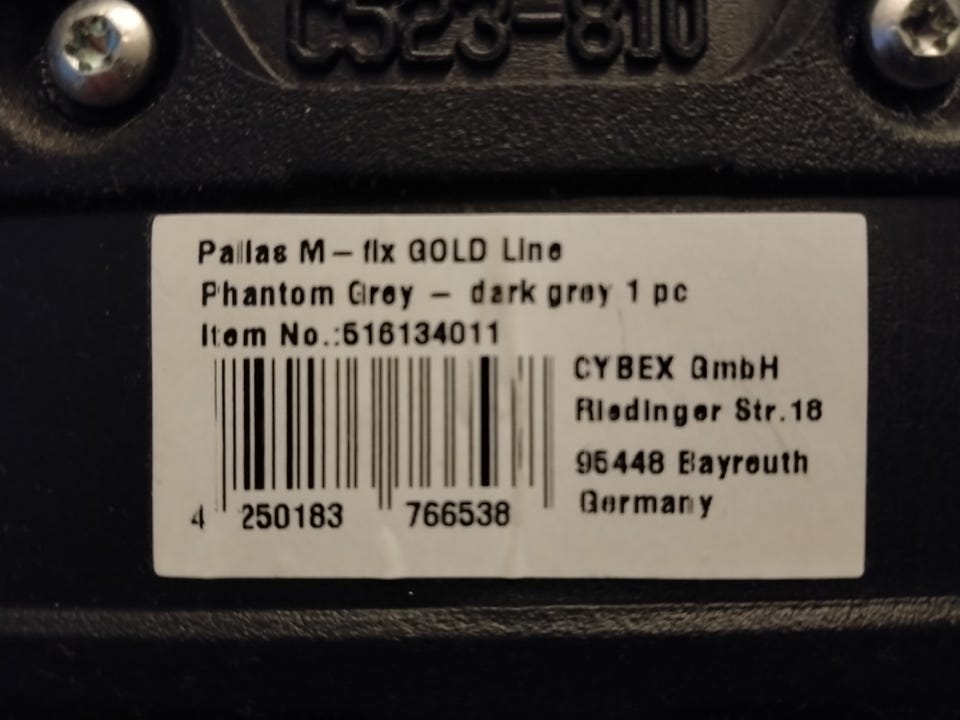 C523-810
Pallas M - fix GOLD Line
Phantom Grey - dark grey 1 pc
Item No.:516134011
CYBEX GmbH
Riedinger Str.18
95448 Bayreuth
Germany
4 250183 766538